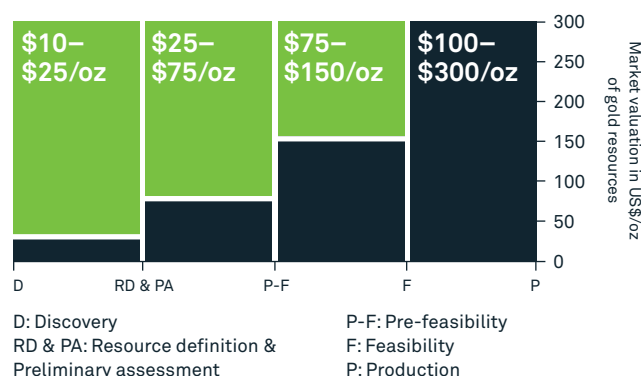 $10–
$25/oz
$25–
$75/oz
$75–
$150/oz
$100–
$300/oz
300
250
200
150
100
50
0
Market valuation in US$/oz
of gold resources
D
RD & PA
P-F
F
P
D: Discovery
RD & PA: Resource definition &
Preliminary assessment
P-F: Pre-feasibility
F: Feasibility
P: Production